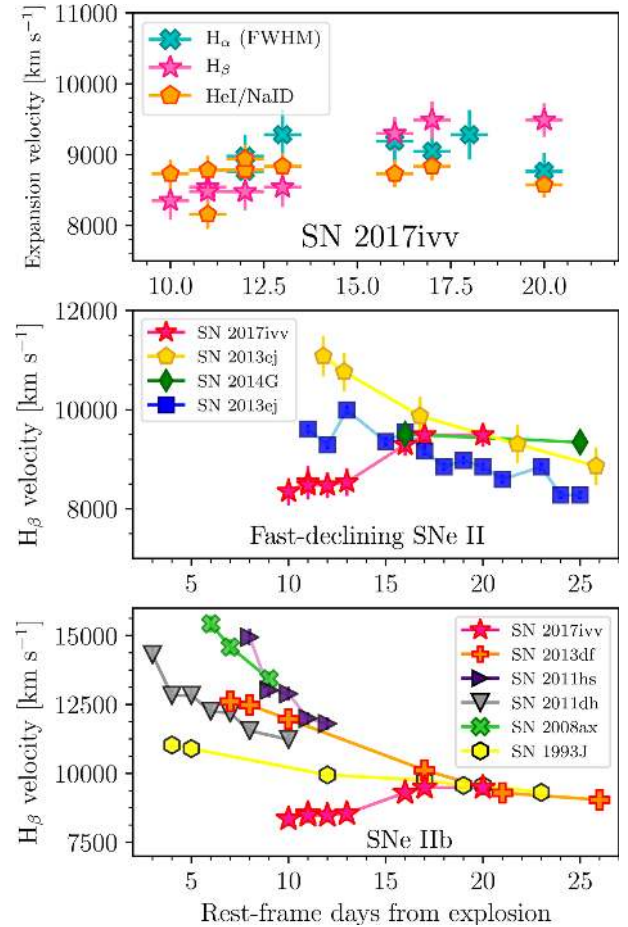 Hα (FWHM)
Hβ
HeI/NaID
SN 2017ivv
Expansion velocity [km s⁻¹]
11000
10000
9000
8000
10.0 12.5 15.0 17.5 20.0
SN 2017ivv
SN 2013ej
SN 2014G
SN 2013ej
Fast-declining SNe II
Hβ velocity [km s⁻¹]
12000
10000
8000
5 10 15 20 25
SN 2017ivv
SN 2013df
SN 2011hs
SN 2011dh
SN 2008ax
SN 1993J
SNe IIb
Hβ velocity [km s⁻¹]
15000
12500
10000
7500
5 10 15 20 25
Rest-frame days from explosion